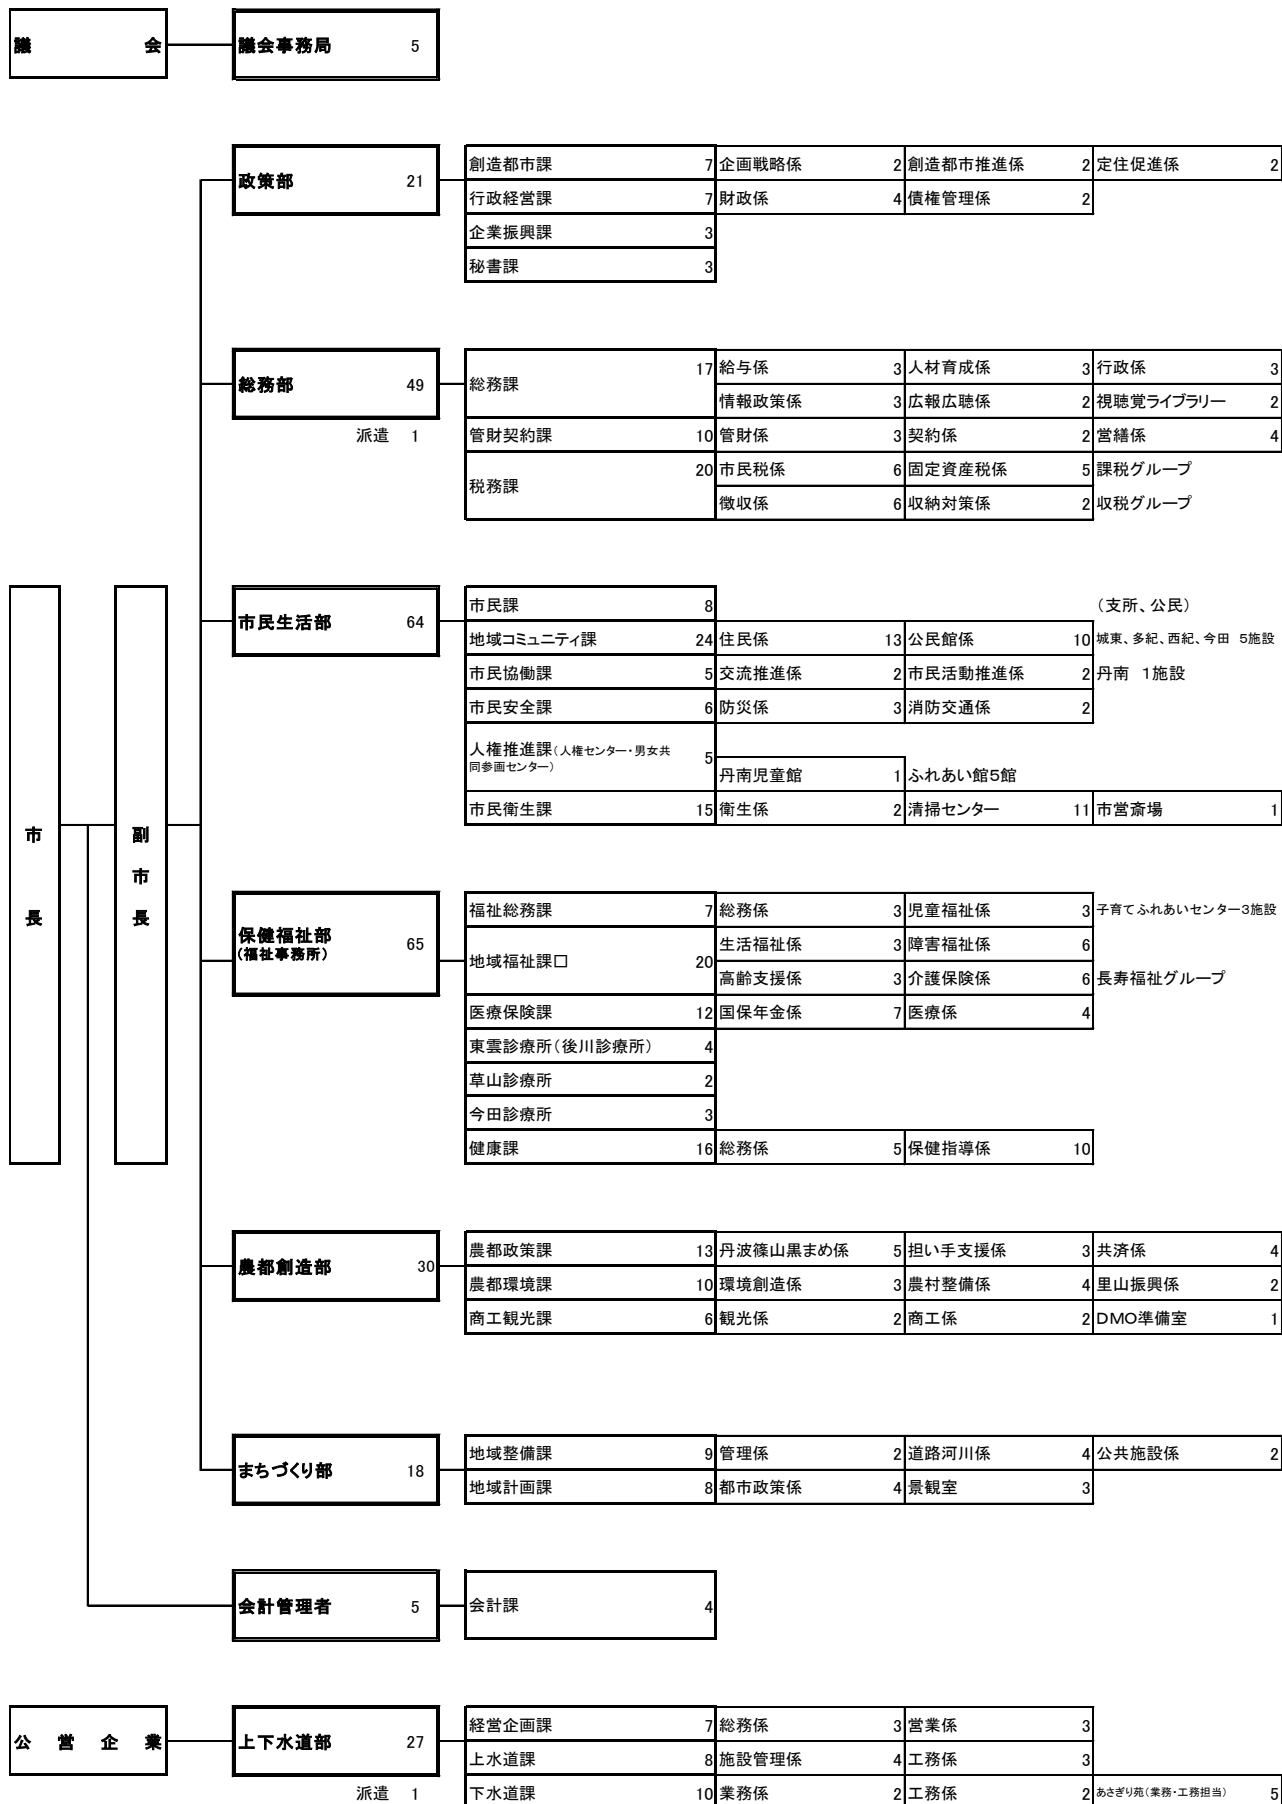 議 会 議会事務局 5
政策部 21
創造都市課 7 企画戦略係 2 創造都市推進係 2 定住促進係 2
行政経営課 7 財政係 4 債権管理係 2
企業振興課 3
秘書課 3
総務部 49
派遣 1
総務課 17 給与係 3 人材育成係 3 行政係 3
情報政策係 3 広報広聴係 2 視聴覚ライブラリー 2
管財契約課 10 管財係 3 契約係 2 営繕係 4
税務課 20 市民税係 6 固定資産税係 5 課税グループ
徴収係 6 収納対策係 2 収税グループ
市長
副市長
市民生活部 64
市民課 8 (支所、公民)
地域コミュニティ課 24 住民係 13 公民館係 10 城東、多紀、西紀、今田 5施設
市民協働課 5 交流推進係 2 市民活動推進係 2 丹南 1施設
市民安全課 6 防災係 3 消防交通係 2
人権推進課(人権センター・男女共
同参画センター) 5
丹南児童館 1 ふれあい館5館
市民衛生課 15 衛生係 2 清掃センター 11 市営斎場 1
保健福祉部 65
(福祉事務所)
福祉総務課 7 総務係 3 児童福祉係 3 子育てふれあいセンター3施設
地域福祉課□ 20 生活福祉係 3 障害福祉係 6
高齢支援係 3 介護保険係 6 長寿福祉グループ
医療保険課 12 国保年金係 7 医療係 4
東雲診療所(後川診療所) 4
草山診療所 2
今田診療所 3
健康課 16 総務係 5 保健指導係 10
農都創造部 30
農都政策課 13 丹波篠山黒まめ係 5 担い手支援係 3 共済係 4
農都環境課 10 環境創造係 3 農村整備係 4 里山振興係 2
商工観光課 6 観光係 2 商工係 2 DMO準備室 1
まちづくり部 18
地域整備課 9 管理係 2 道路河川係 4 公共施設係 2
地域計画課 8 都市政策係 4 景観室 3
会計管理者 5 会計課 4
公営企業 上下水道部 27
派遣 1
経営企画課 7 総務係 3 営業係 3
上水道課 8 施設管理係 4 工務係 3
下水道課 10 業務係 2 工務係 2 あさぎり苑(業務・工務担当) 5